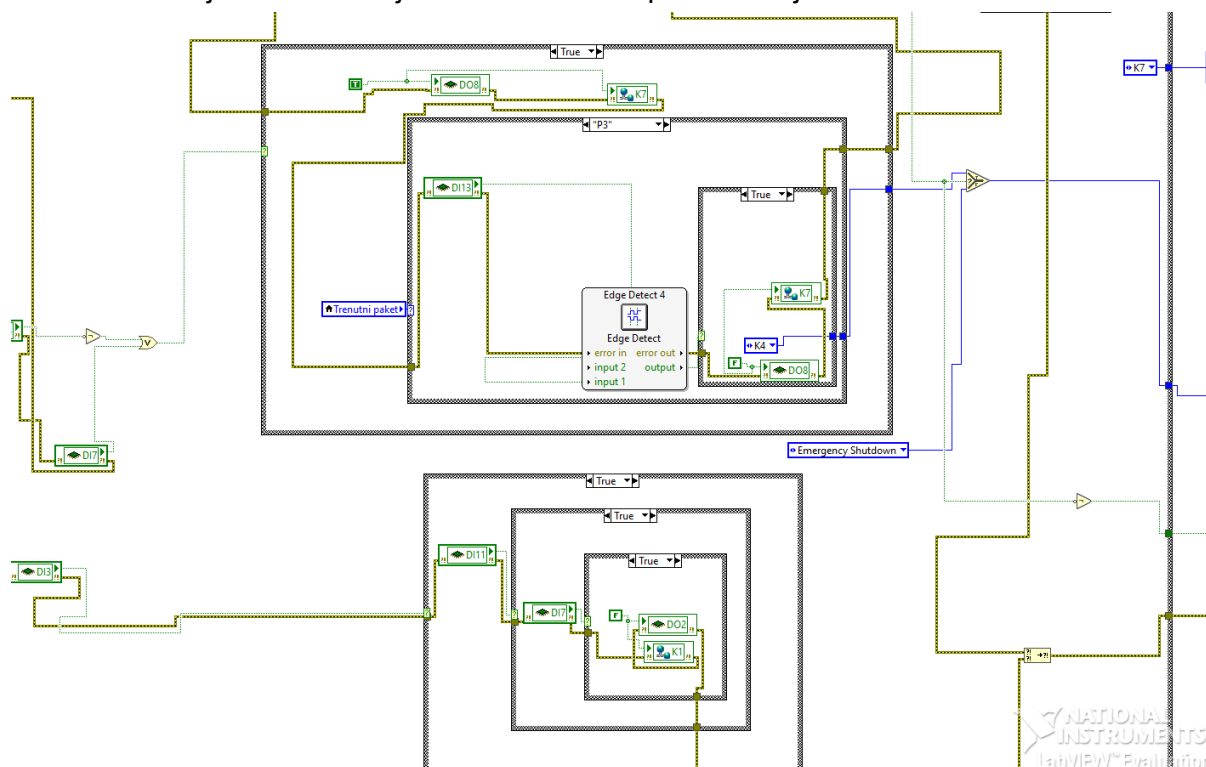 True
K7
T
DO8
K7
"P3"
DI13
True
Edge Detect 4
K7
Trenutni paket
Edge Detect
error in error out
K4
input 2 output
F
DO8
input 1
DI7
Emergency Shutdown
True
True
DI11
True
DI3
DI7
F
DO2
K1
NATIONAL
INSTRUMENTS
LabVIEW™ Evaluation